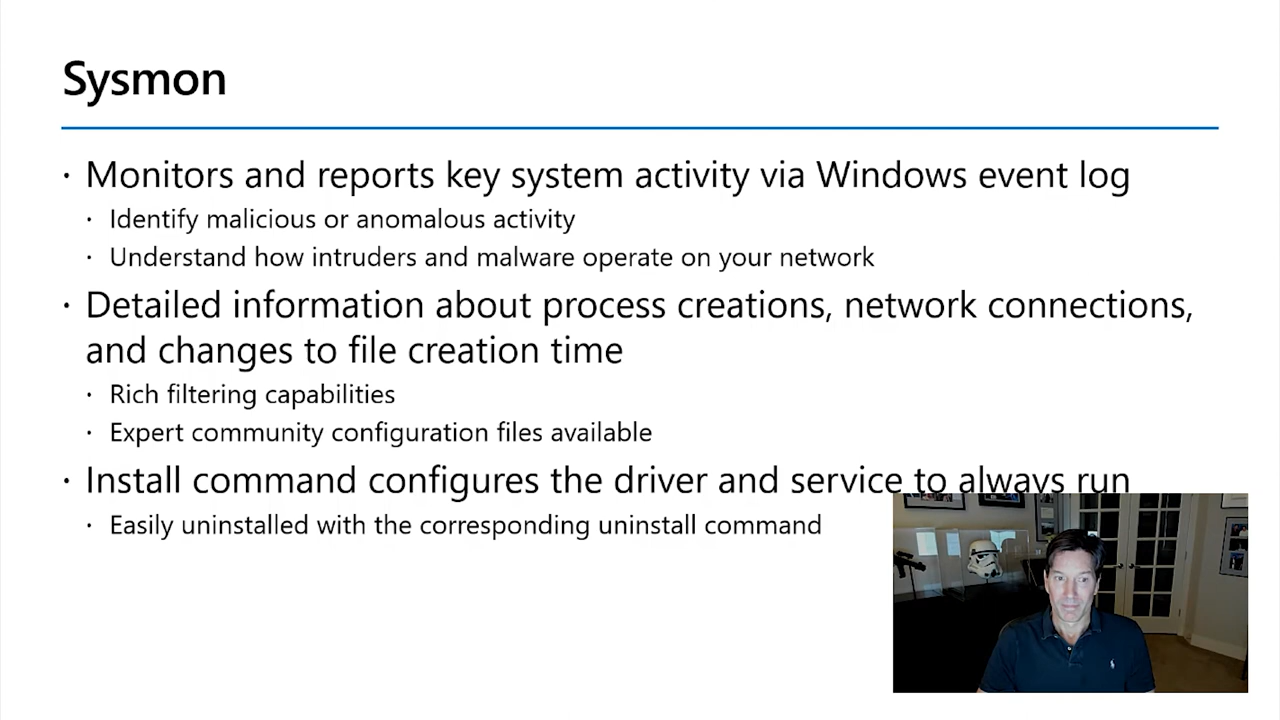 Sysmon
· Monitors and reports key system activity via Windows event log
· Identify malicious or anomalous activity
· Understand how intruders and malware operate on your network
· Detailed information about process creations, network connections,
and changes to file creation time
· Rich filtering capabilities
· Expert community configuration files available
· Install command configures the driver and service to always run
· Easily uninstalled with the corresponding uninstall command